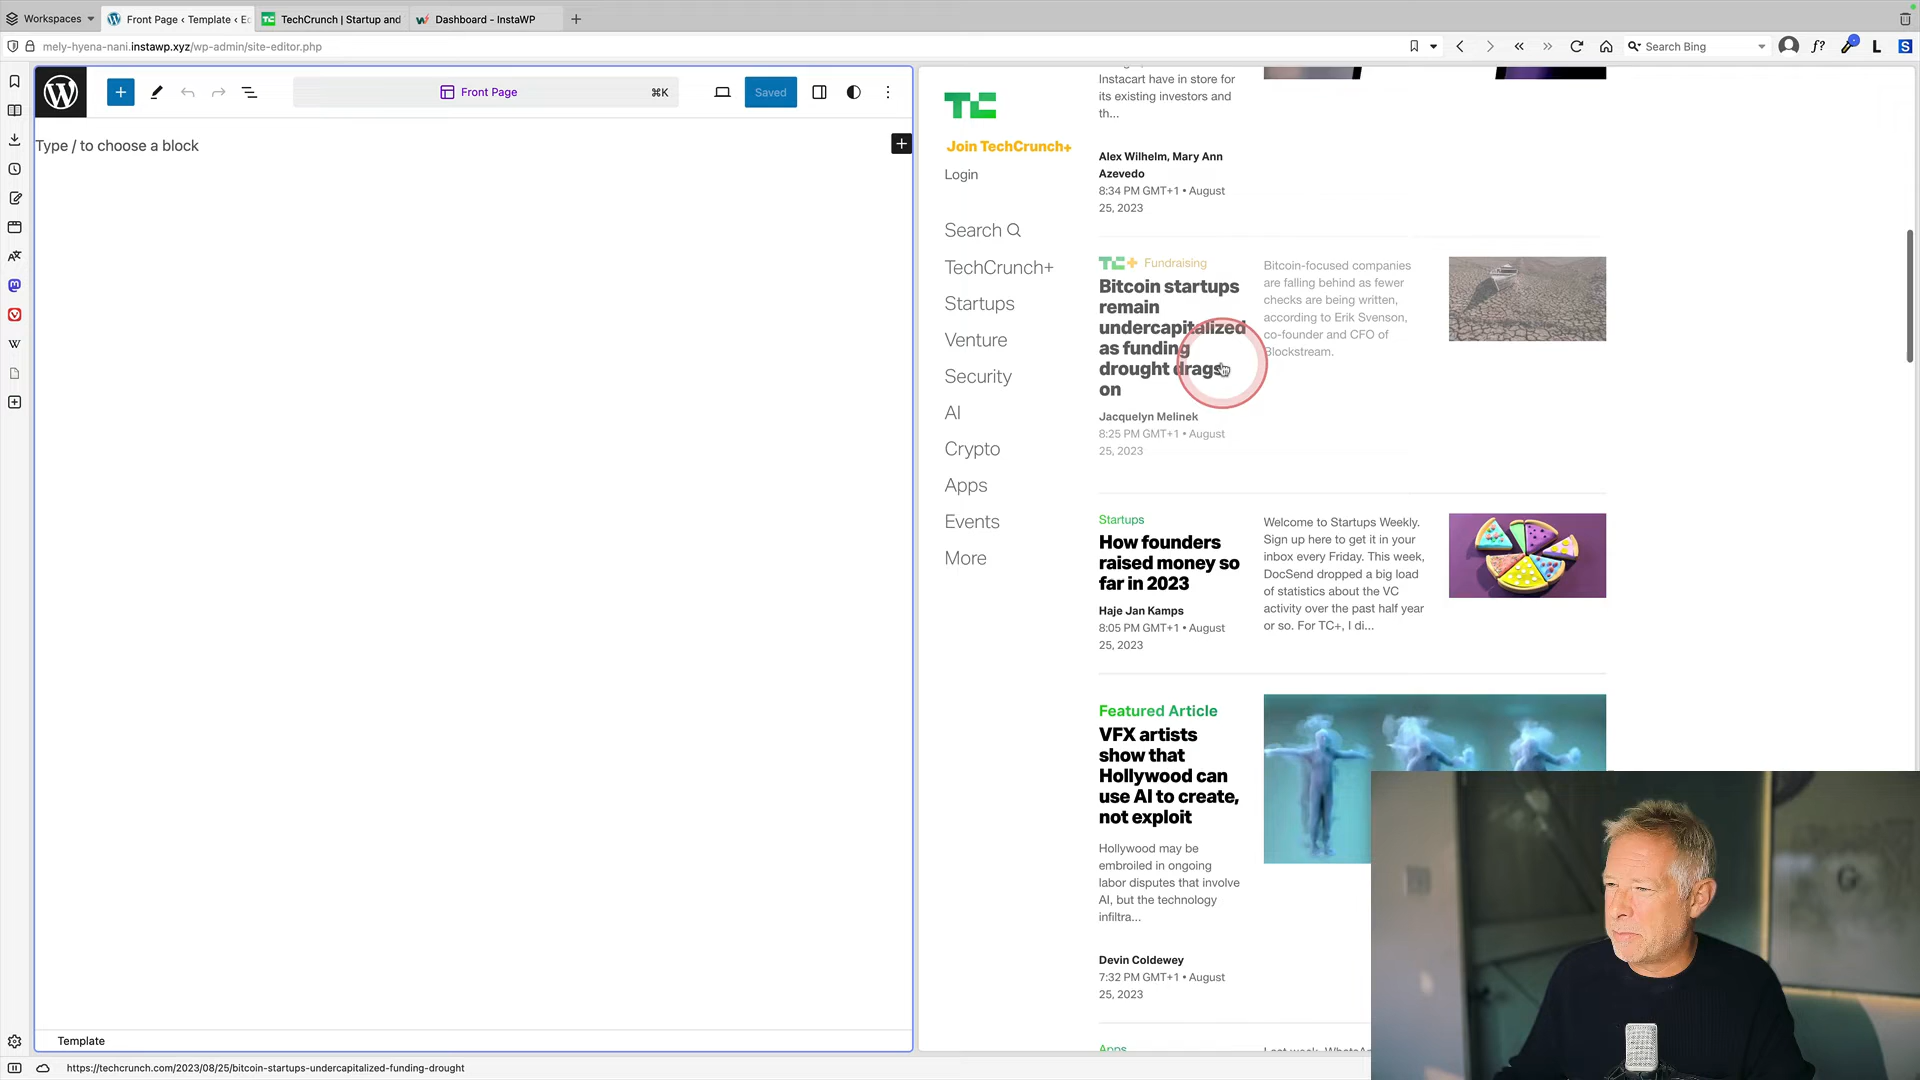 Workspaces
Front Page ‹ Template ‹ Ec
TechCrunch | Startup and
Dashboard - InstaWP
mely-hyena-nani.instawp.xyz/wp-admin/site-editor.php
Search Bing
f?
L
S
Front Page
⌘K
Saved
Type / to choose a block
Template
https://techcrunch.com/2023/08/25/bitcoin-startups-undercapitalized-funding-drought
TC
Join TechCrunch+
Login
Search
TechCrunch+
Startups
Venture
Security
AI
Crypto
Apps
Events
More
Instacart have in store for
its existing investors and
th...
Alex Wilhelm, Mary Ann
Azevedo
8:34 PM GMT+1 • August
25, 2023
TC+ Fundraising
Bitcoin startups
remain
undercapitalized
as funding
drought drags
on
Jacquelyn Melinek
8:25 PM GMT+1 • August
25, 2023
Bitcoin-focused companies
are falling behind as fewer
checks are being written,
according to Erik Svenson,
co-founder and CFO of
Blockstream.
Startups
How founders
raised money so
far in 2023
Haje Jan Kamps
8:05 PM GMT+1 • August
25, 2023
Welcome to Startups Weekly.
Sign up here to get it in your
inbox every Friday. This week,
DocSend dropped a big load
of statistics about the VC
activity over the past half year
or so. For TC+, I di...
Featured Article
VFX artists
show that
Hollywood can
use AI to create,
not exploit
Hollywood may be
embroiled in ongoing
labor disputes that involve
AI, but the technology
infiltra...
Devin Coldewey
7:32 PM GMT+1 • August
25, 2023
Apps